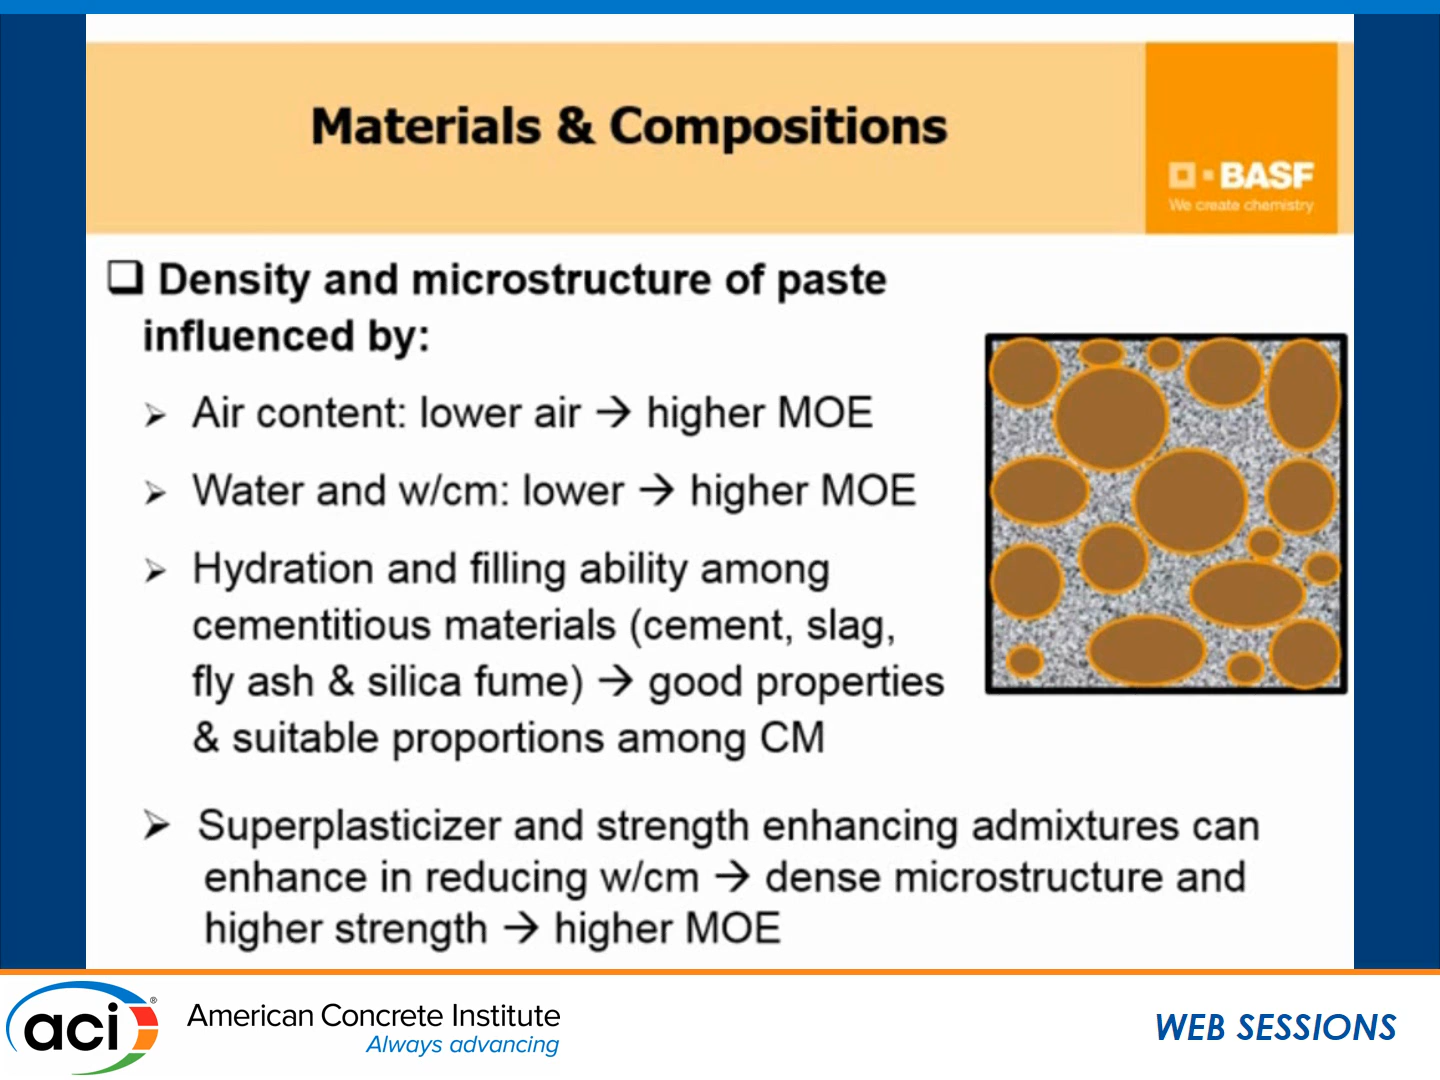 Materials & Compositions
BASF
We create chemistry
❑ Density and microstructure of paste
influenced by:
➢ Air content: lower air → higher MOE
➢ Water and w/cm: lower → higher MOE
➢ Hydration and filling ability among
cementitious materials (cement, slag,
fly ash & silica fume) → good properties
& suitable proportions among CM
➢ Superplasticizer and strength enhancing admixtures can
enhance in reducing w/cm → dense microstructure and
higher strength → higher MOE
aci®
American Concrete Institute
Always advancing
WEB SESSIONS